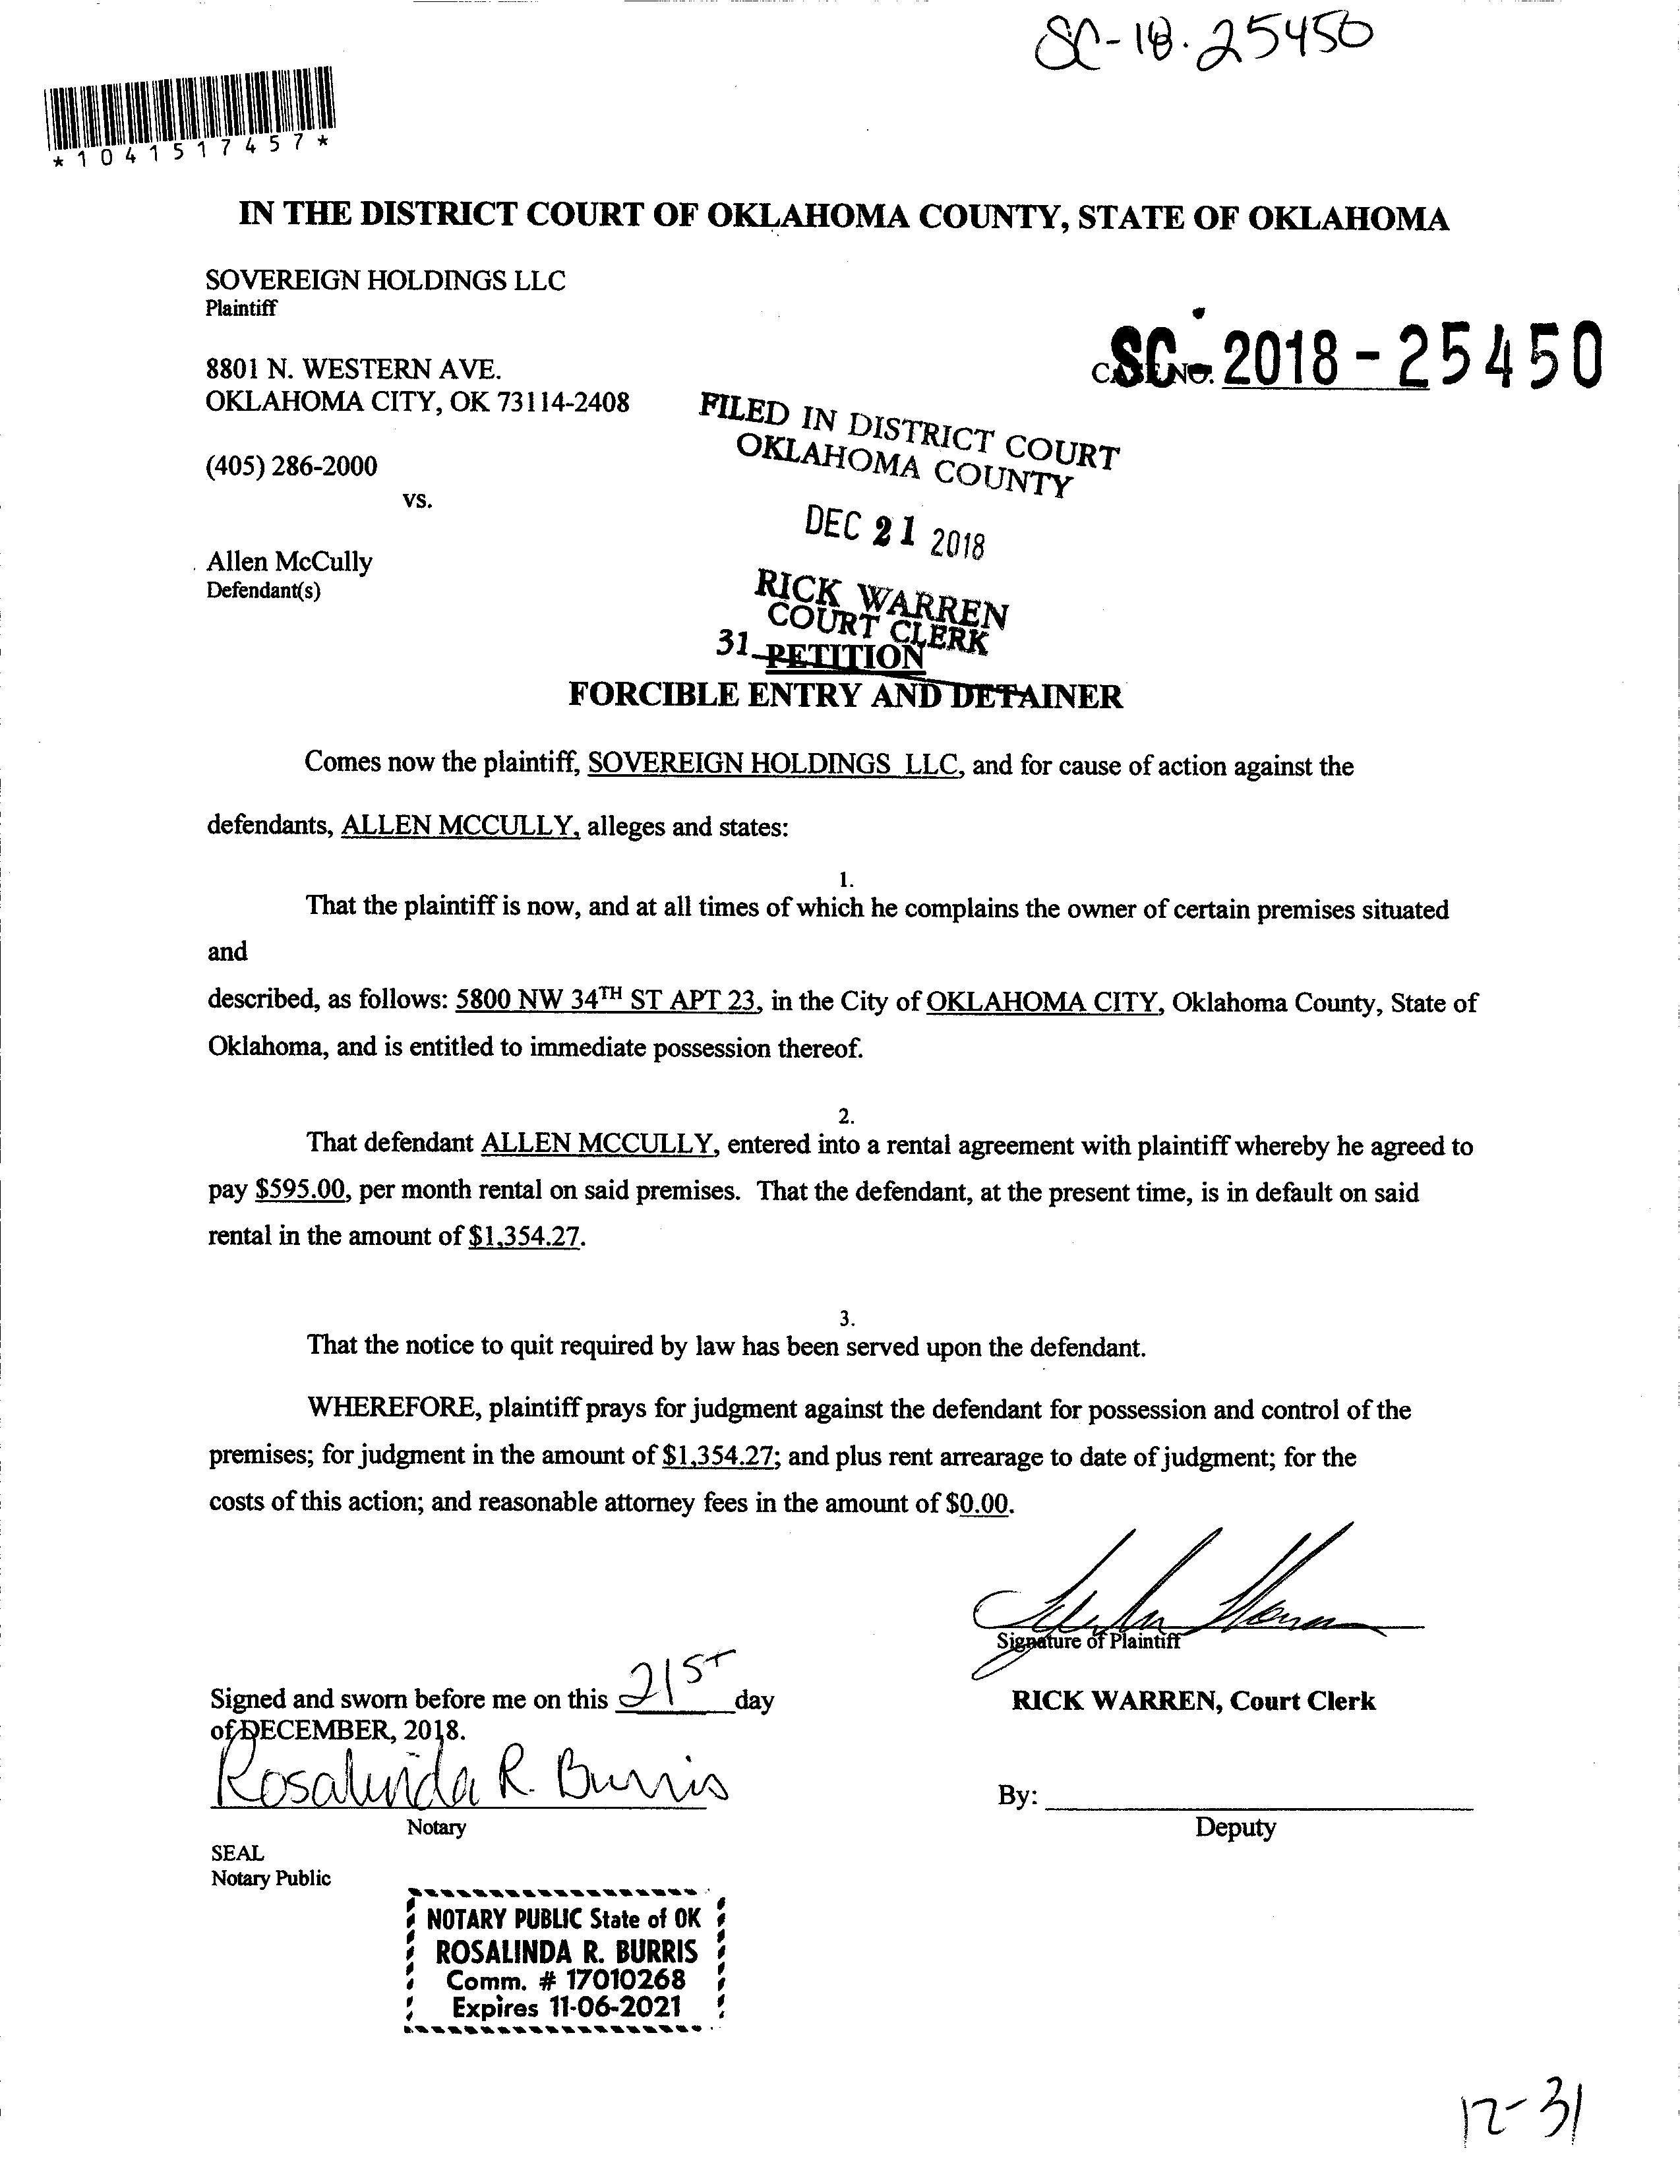 SC-18-25450
*1041517457*
IN THE DISTRICT COURT OF OKLAHOMA COUNTY, STATE OF OKLAHOMA
SOVEREIGN HOLDINGS LLC
Plaintiff
8801 N. WESTERN AVE.
OKLAHOMA CITY, OK 73114-2408
CASE NO. SC-2018-25450
(405) 286-2000
vs.
FILED IN DISTRICT COURT
OKLAHOMA COUNTY
DEC 21 2018
Allen McCully
Defendant(s)
RICK WARREN
COURT CLERK
31
PETITION
FORCIBLE ENTRY AND DETAINER
Comes now the plaintiff, SOVEREIGN HOLDINGS LLC, and for cause of action against the
defendants, ALLEN MCCULLY, alleges and states:
1.
That the plaintiff is now, and at all times of which he complains the owner of certain premises situated
and
described, as follows: 5800 NW 34TH ST APT 23, in the City of OKLAHOMA CITY, Oklahoma County, State of
Oklahoma, and is entitled to immediate possession thereof.
2.
That defendant ALLEN MCCULLY, entered into a rental agreement with plaintiff whereby he agreed to
pay $595.00, per month rental on said premises. That the defendant, at the present time, is in default on said
rental in the amount of $1,354.27.
3.
That the notice to quit required by law has been served upon the defendant.
WHEREFORE, plaintiff prays for judgment against the defendant for possession and control of the
premises; for judgment in the amount of $1,354.27; and plus rent arrearage to date of judgment; for the
costs of this action; and reasonable attorney fees in the amount of $0.00.
Signature of Plaintiff
Signed and sworn before me on this 21st day
of DECEMBER, 2018.
RICK WARREN, Court Clerk
Rosalinda R. Burris
Notary
By:
Deputy
SEAL
Notary Public
NOTARY PUBLIC State of OK
ROSALINDA R. BURRIS
Comm. # 17010268
Expires 11-06-2021
12-31